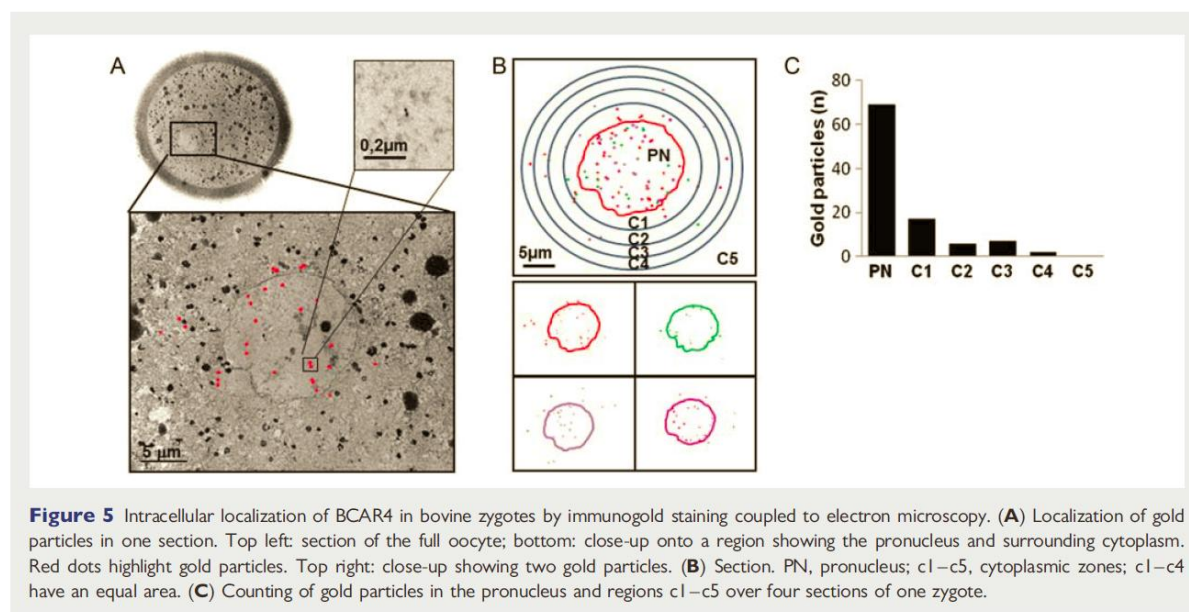 A
0,2µm
5 µm
B
PN
C1
C2
C3
C4
C5
5µm
C
Gold particles (n)
80
60
40
20
0
PN C1 C2 C3 C4 C5
Figure 5 Intracellular localization of BCAR4 in bovine zygotes by immunogold staining coupled to electron microscopy. (A) Localization of gold
particles in one section. Top left: section of the full oocyte; bottom: close-up onto a region showing the pronucleus and surrounding cytoplasm.
Red dots highlight gold particles. Top right: close-up showing two gold particles. (B) Section. PN, pronucleus; c1–c5, cytoplasmic zones; c1–c4
have an equal area. (C) Counting of gold particles in the pronucleus and regions c1–c5 over four sections of one zygote.